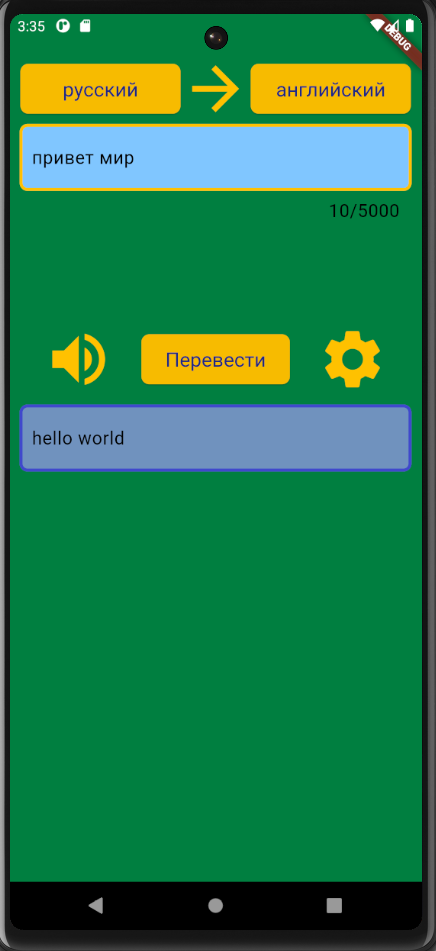 3:35
DEBUG
русский
английский
привет мир
10/5000
Перевести
hello world